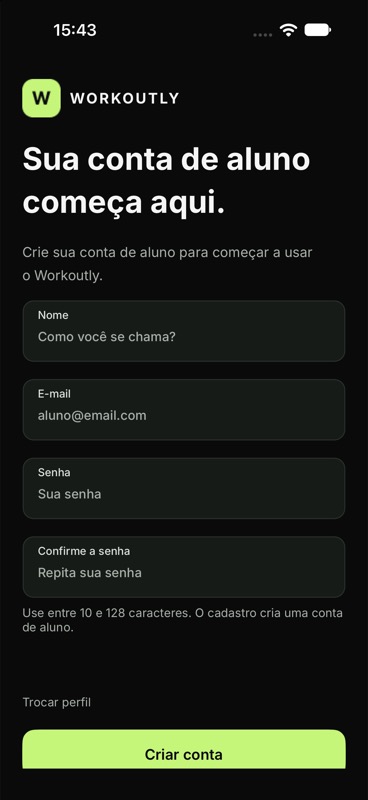 15:43
W WORKOUTLY
Sua conta de aluno
começa aqui.
Crie sua conta de aluno para começar a usar
o Workoutly.
Nome
Como você se chama?
E-mail
aluno@email.com
Senha
Sua senha
Confirme a senha
Repita sua senha
Use entre 10 e 128 caracteres. O cadastro cria uma conta
de aluno.
Trocar perfil
Criar conta